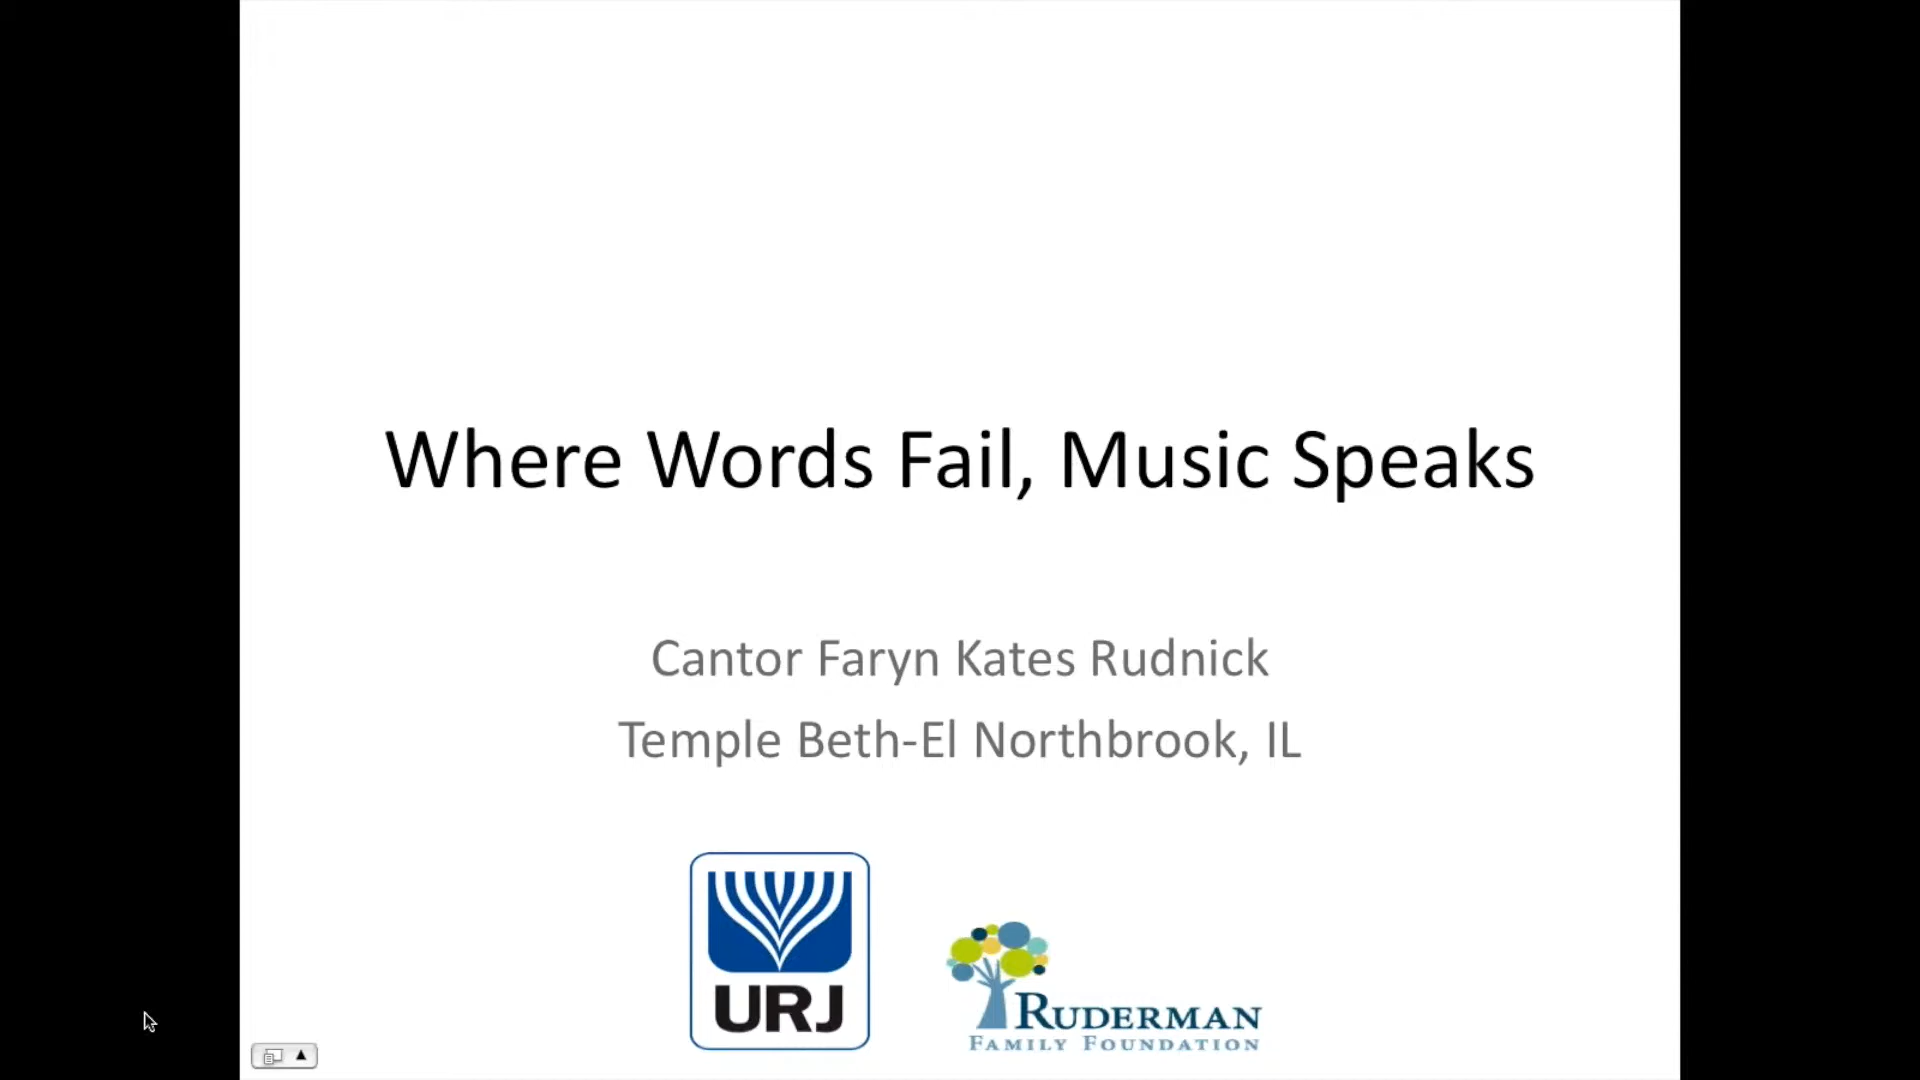 Where Words Fail, Music Speaks
Cantor Faryn Kates Rudnick
Temple Beth-El Northbrook, IL
URJ
RUDERMAN
FAMILY FOUNDATION